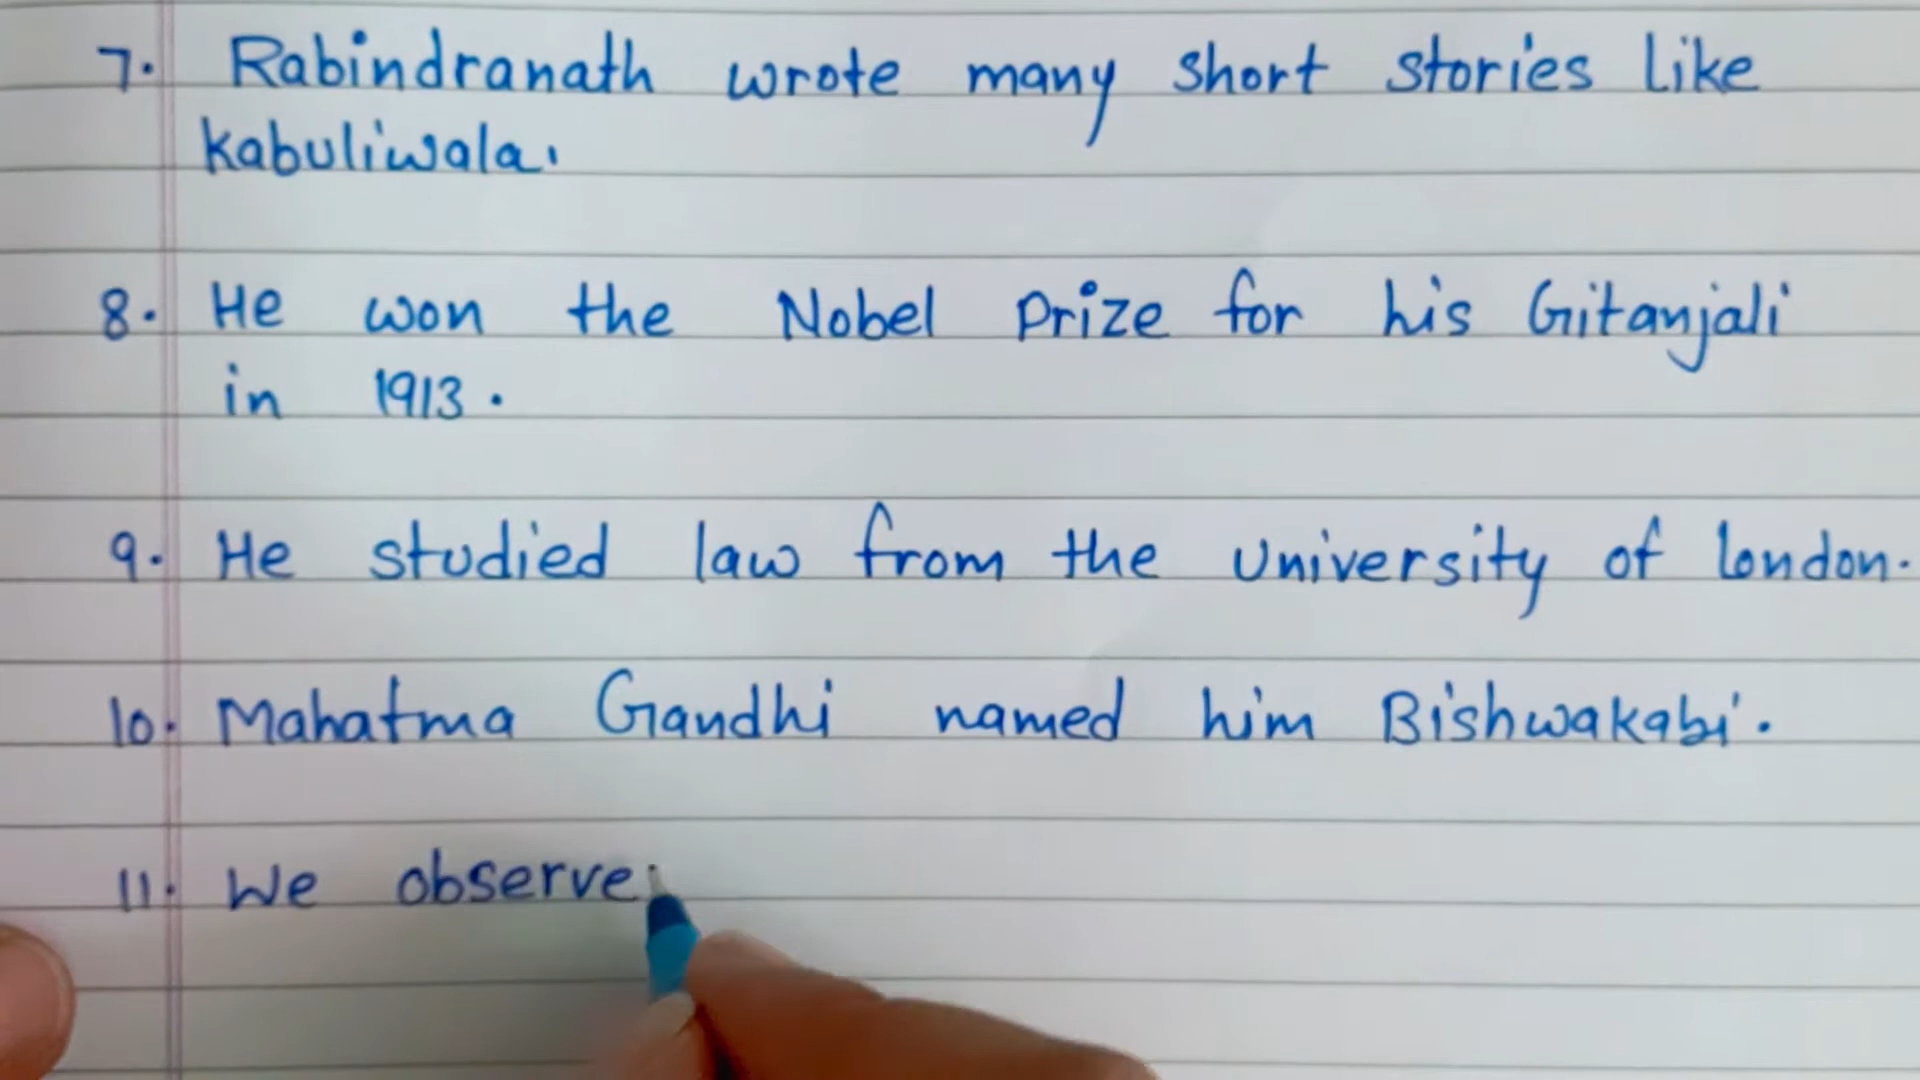 7. Rabindranath wrote many short stories like
kabuliwala.
8. He won the Nobel prize for his Gitanjali
in 1913.
9. He studied law from the University of london.
10. Mahatma Gandhi named him Bishwakabi.
11. We observe